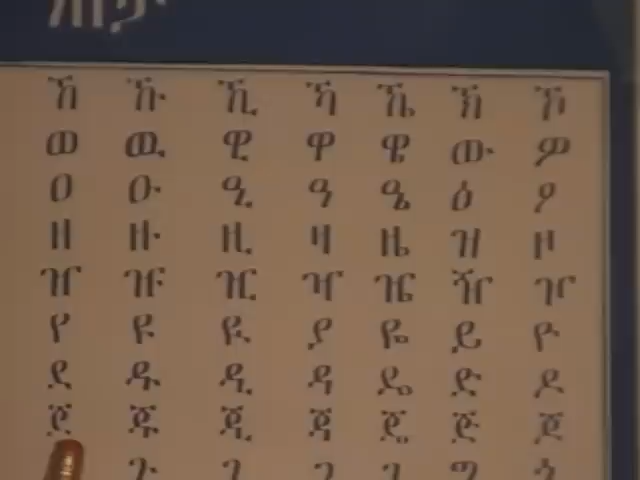 ኸ ኹ ኺ ኻ ኼ ኽ ኾ
ወ ዉ ዊ ዋ ዌ ው ዎ
ዐ ዑ ዒ ዓ ዔ ዕ ዖ
ዘ ዙ ዚ ዛ ዜ ዝ ዞ
ዠ ዡ ዢ ዣ ዤ ዥ ዦ
የ ዩ ዪ ያ ዬ ይ ዮ
ደ ዱ ዲ ዳ ዴ ድ ዶ
ጀ ጁ ጂ ጃ ጄ ጅ ጆ